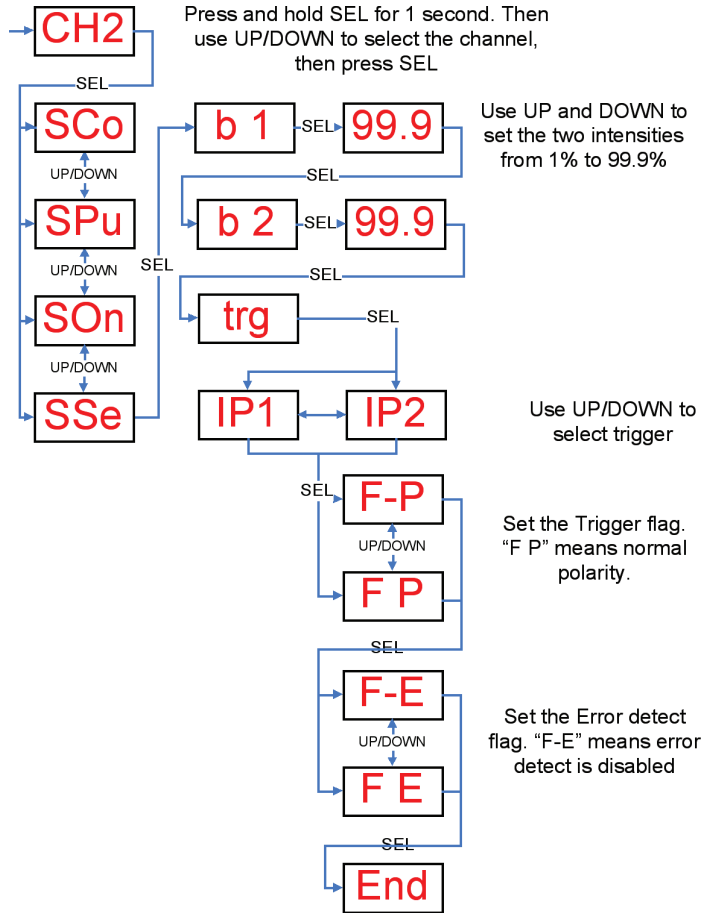 CH2
Press and hold SEL for 1 second. Then
use UP/DOWN to select the channel,
then press SEL
SEL
SCo
b 1
SEL
99.9
Use UP and DOWN to
set the two intensities
from 1% to 99.9%
UP/DOWN
SEL
SPu
b 2
SEL
99.9
UP/DOWN
SEL
SEL
SOn
trg
SEL
UP/DOWN
SSe
IP1
IP2
Use UP/DOWN to
select trigger
SEL
F-P
UP/DOWN
F P
Set the Trigger flag.
“F P” means normal
polarity.
SEL
F-E
UP/DOWN
F E
Set the Error detect
flag. “F-E” means error
detect is disabled
SEL
End